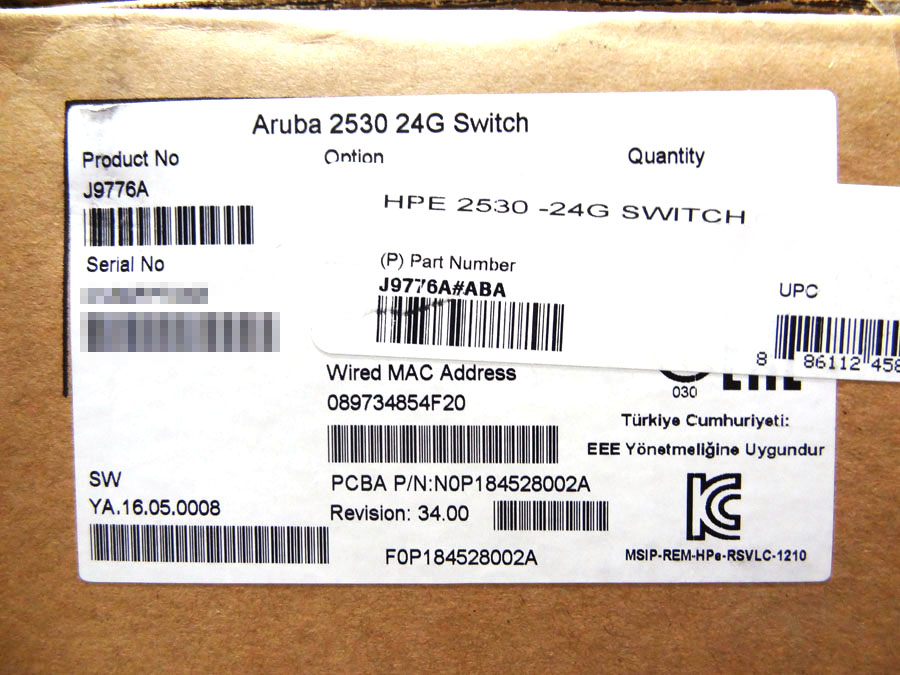 Aruba 2530 24G Switch
Product No
Option
Quantity
J9776A
HPE 2530 -24G SWITCH
Serial No
(P) Part Number
J9776A#ABA
UPC
8 86112 458
Wired MAC Address
089734854F20
030
Türkiye Cumhuriyeti:
EEE Yönetmeliğine Uygundur
SW
YA.16.05.0008
PCBA P/N:N0P184528002A
Revision: 34.00
F0P184528002A
MSIP-REM-HPe-RSVLC-1210